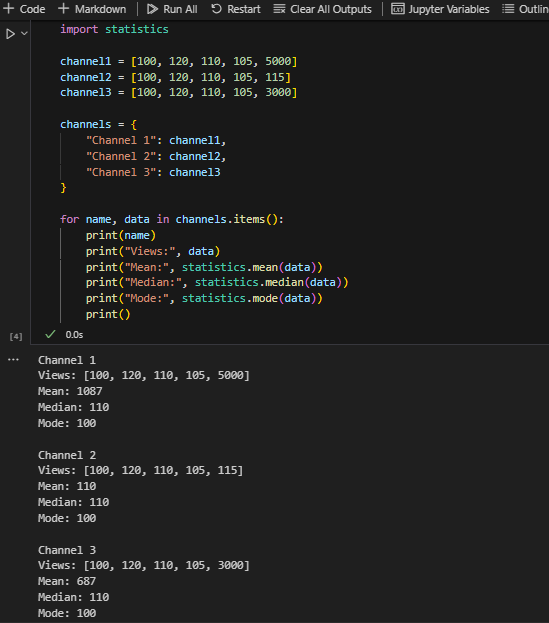 + Code + Markdown Run All Restart Clear All Outputs Jupyter Variables Outlin
import statistics
channel1 = [100, 120, 110, 105, 5000]
channel2 = [100, 120, 110, 105, 115]
channel3 = [100, 120, 110, 105, 3000]
channels = {
"Channel 1": channel1,
"Channel 2": channel2,
"Channel 3": channel3
}
for name, data in channels.items():
print(name)
print("Views:", data)
print("Mean:", statistics.mean(data))
print("Median:", statistics.median(data))
print("Mode:", statistics.mode(data))
print()
[4] 0.0s
Channel 1
Views: [100, 120, 110, 105, 5000]
Mean: 1087
Median: 110
Mode: 100
Channel 2
Views: [100, 120, 110, 105, 115]
Mean: 110
Median: 110
Mode: 100
Channel 3
Views: [100, 120, 110, 105, 3000]
Mean: 687
Median: 110
Mode: 100